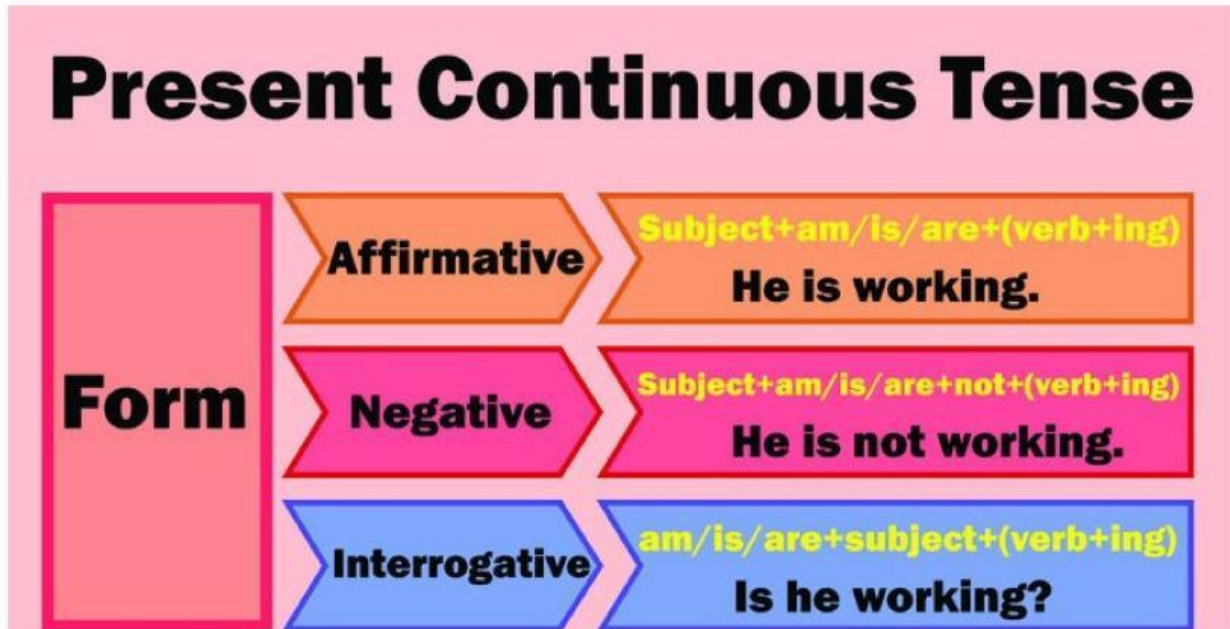 Present Continuous Tense
Form
Affirmative
Subject+am/is/are+(verb+ing)
He is working.
Negative
Subject+am/is/are+not+(verb+ing)
He is not working.
Interrogative
am/is/are+subject+(verb+ing)
Is he working?